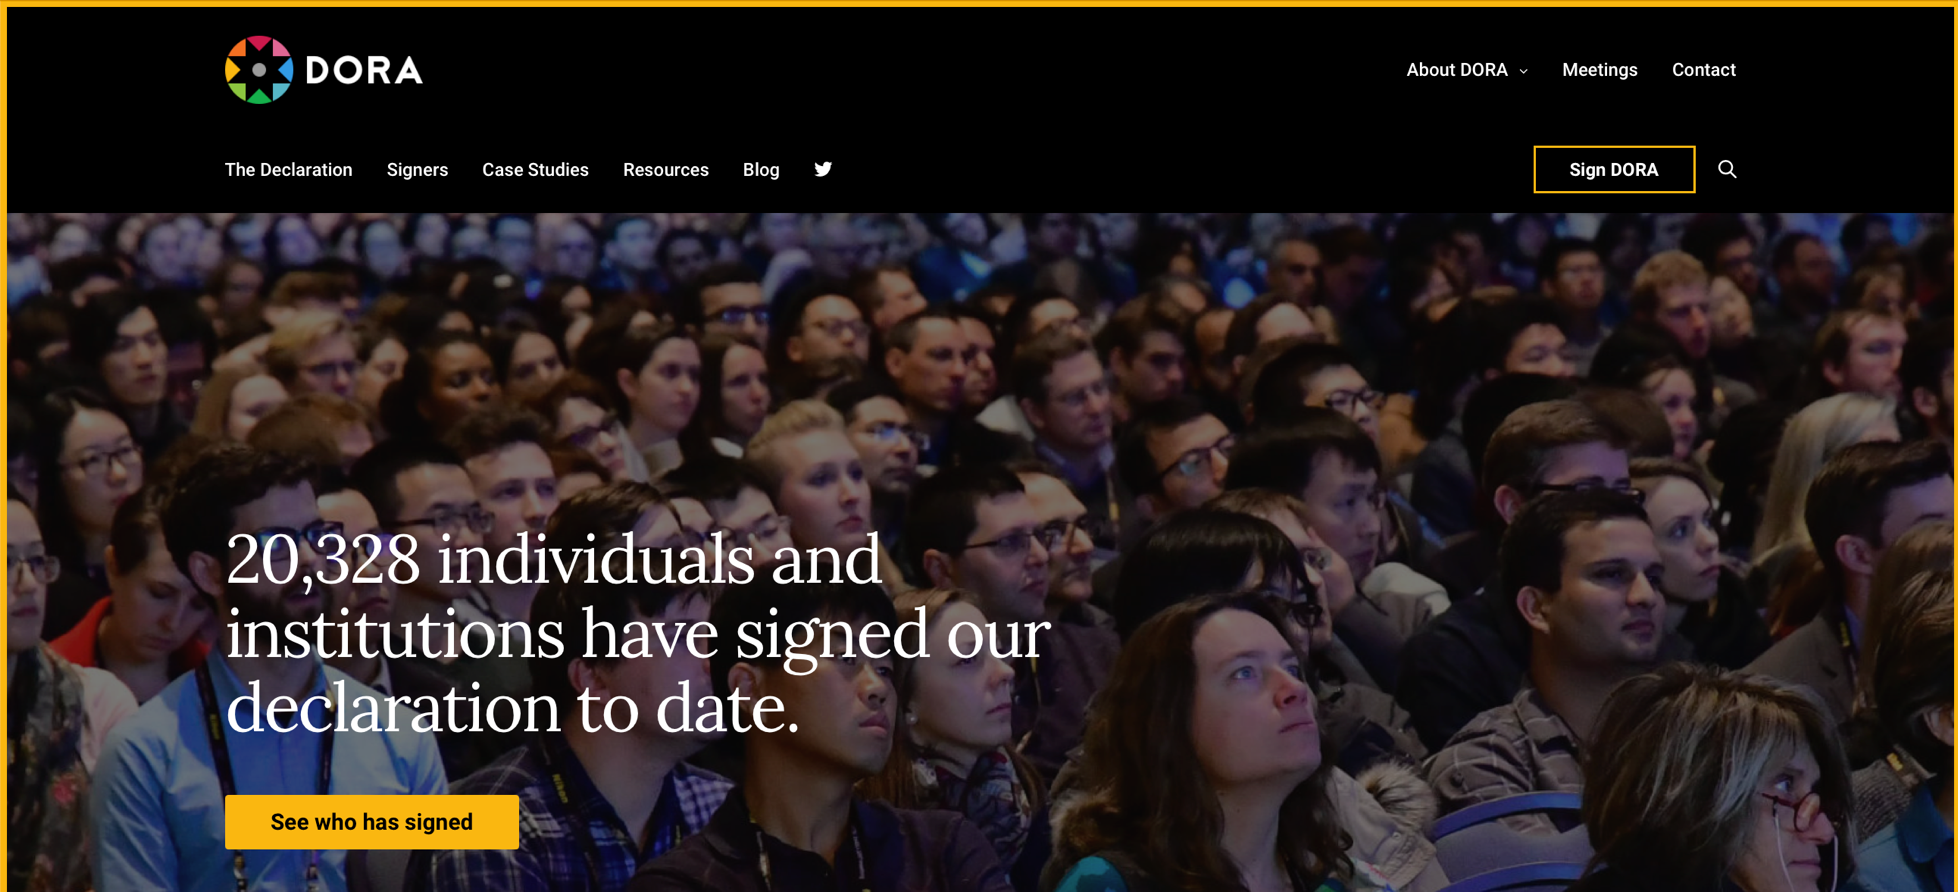 DORA
About DORA
Meetings
Contact
The Declaration
Signers
Case Studies
Resources
Blog
Sign DORA
20,328 individuals and
institutions have signed our
declaration to date.
See who has signed
Nikon